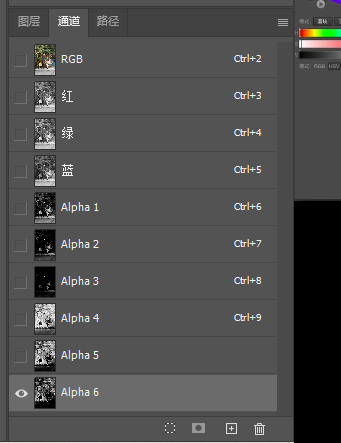 图层 通道 路径
RGB Ctrl+2
红 Ctrl+3
绿 Ctrl+4
蓝 Ctrl+5
Alpha 1 Ctrl+6
Alpha 2 Ctrl+7
Alpha 3 Ctrl+8
Alpha 4 Ctrl+9
Alpha 5
Alpha 6